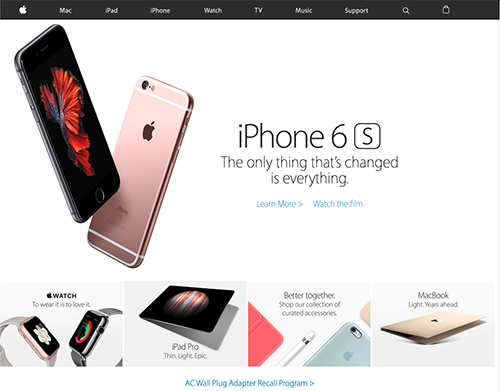 Mac iPad iPhone Watch TV Music Support
iPhone 6 S
The only thing that's changed
is everything.
Learn More > Watch the film
WATCH
To wear it is to love it.
iPad Pro
Thin. Light. Epic.
Better together.
Shop our collection of
curated accessories.
MacBook
Light. Years ahead.
AC Wall Plug Adapter Recall Program >